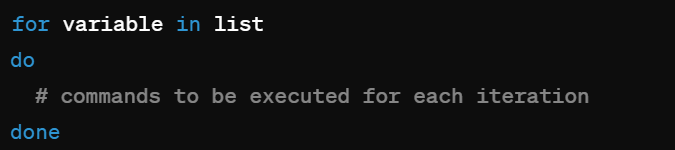 for variable in list
do
  # commands to be executed for each iteration
done